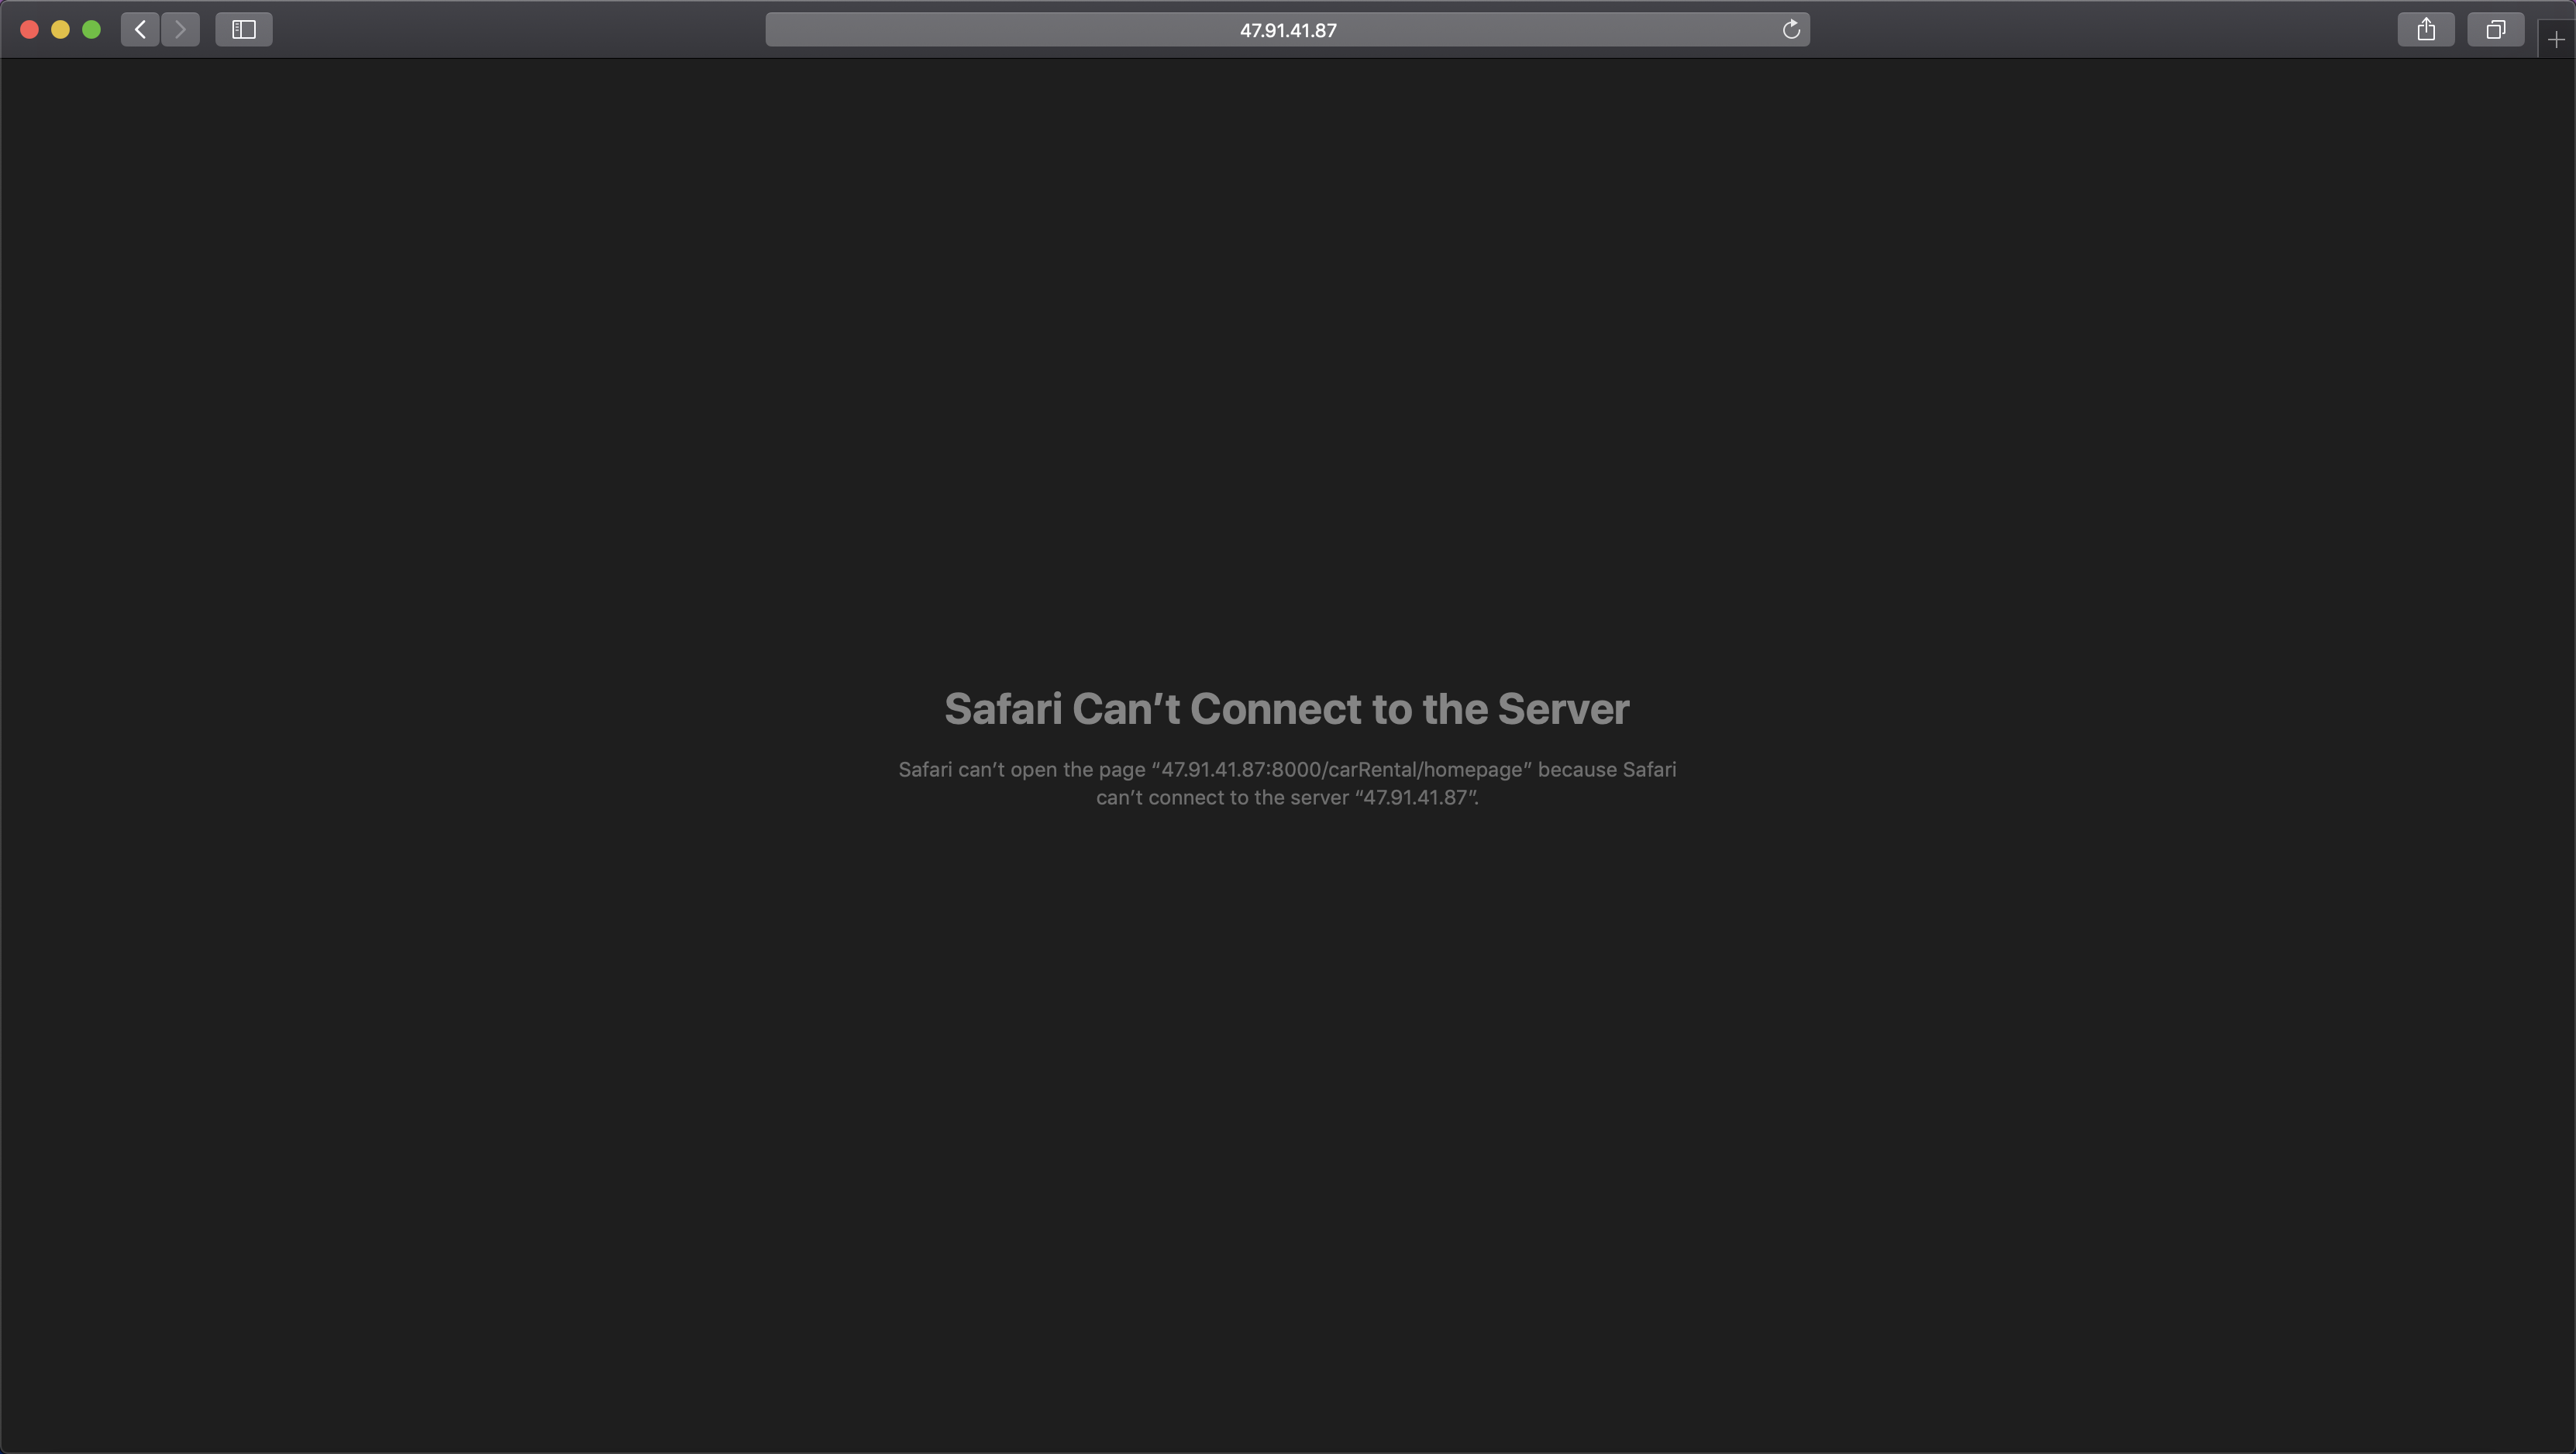 47.91.41.87
Safari Can’t Connect to the Server
Safari can’t open the page “47.91.41.87:8000/carRental/homepage” because Safari
can’t connect to the server “47.91.41.87”.